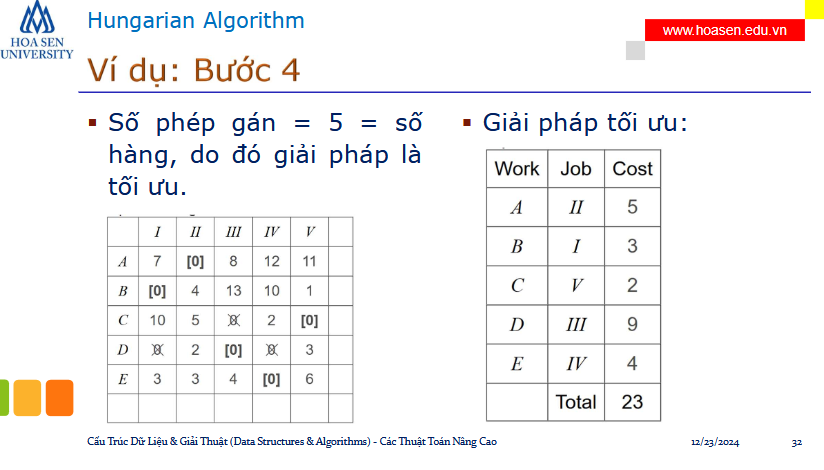 Hungarian Algorithm
www.hoasen.edu.vn
HOA SEN
UNIVERSITY
Ví dụ: Bước 4
▪ Số phép gán = 5 = số
hàng, do đó giải pháp là
tối ưu.
I II III IV V
A 7 [0] 8 12 11
B [0] 4 13 10 1
C 10 5 0 2 [0]
D 0 2 [0] 0 3
E 3 3 4 [0] 6
▪ Giải pháp tối ưu:
Work Job Cost
A II 5
B I 3
C V 2
D III 9
E IV 4
Total 23
Cấu Trúc Dữ Liệu & Giải Thuật (Data Structures & Algorithms) - Các Thuật Toán Nâng Cao
12/23/2024
32